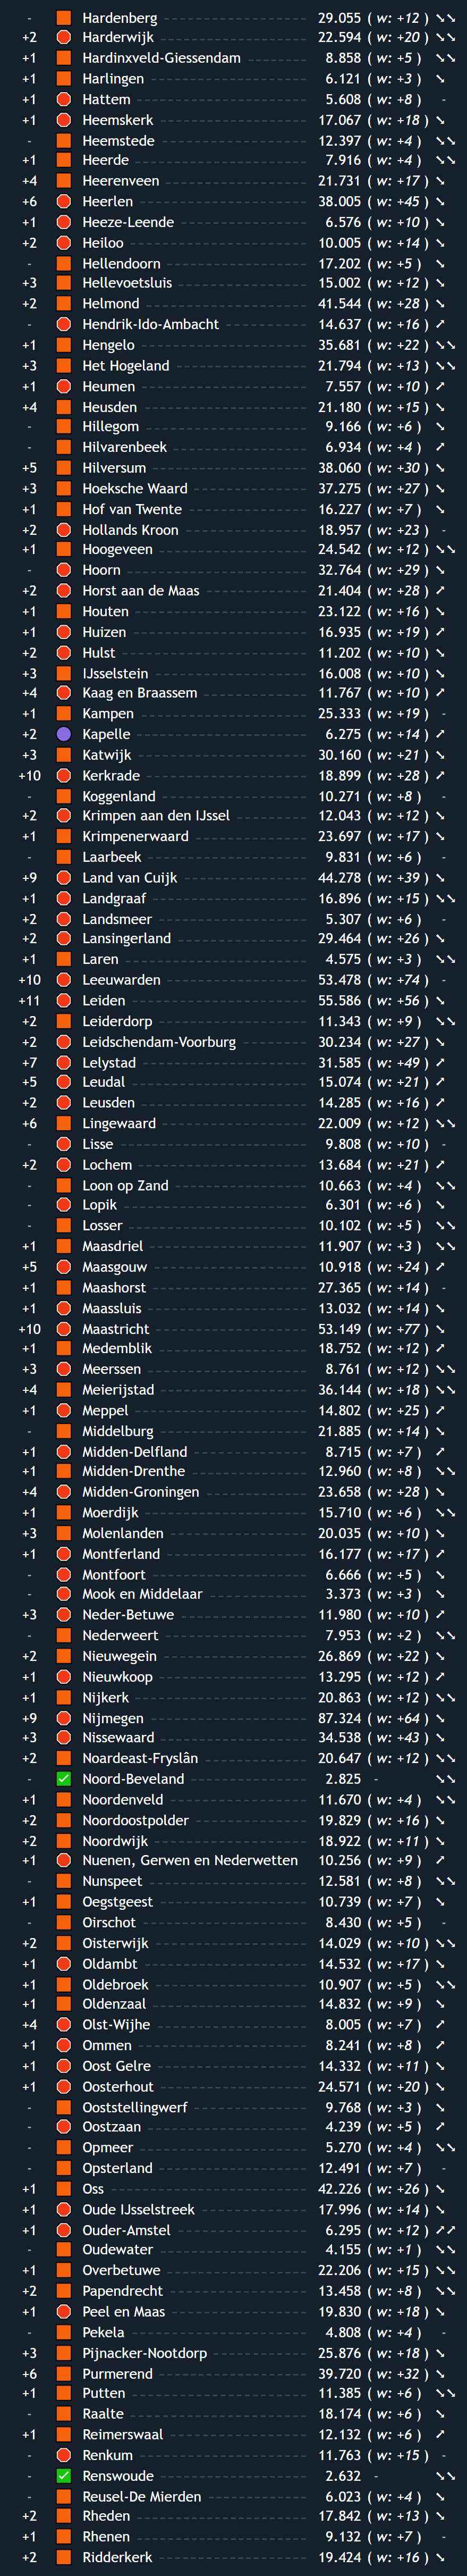 - Hardenberg 29.055 ( w: +12 ) ↘↘
+2 Harderwijk 22.594 ( w: +20 ) ↘↘
+1 Hardinxveld-Giessendam 8.858 ( w: +5 ) ↘↘
+1 Harlingen 6.121 ( w: +3 ) ↘
+1 Hattem 5.608 ( w: +8 ) -
+1 Heemskerk 17.067 ( w: +18 ) ↘
- Heemstede 12.397 ( w: +4 ) ↘↘
+1 Heerde 7.916 ( w: +4 ) ↘↘
+4 Heerenveen 21.731 ( w: +17 ) ↘
+6 Heerlen 38.005 ( w: +45 ) ↘
+1 Heeze-Leende 6.576 ( w: +10 ) ↘
+2 Heiloo 10.005 ( w: +14 ) ↘
- Hellendoorn 17.202 ( w: +5 ) ↘
+3 Hellevoetsluis 15.002 ( w: +12 ) ↘
+2 Helmond 41.544 ( w: +28 ) ↘
- Hendrik-Ido-Ambacht 14.637 ( w: +16 ) ↗
+1 Hengelo 35.681 ( w: +22 ) ↘↘
+3 Het Hogeland 21.794 ( w: +13 ) ↘↘
+1 Heumen 7.557 ( w: +10 ) ↗
+4 Heusden 21.180 ( w: +15 ) ↘
- Hillegom 9.166 ( w: +6 ) ↘
- Hilvarenbeek 6.934 ( w: +4 ) ↗
+5 Hilversum 38.060 ( w: +30 ) ↘
+3 Hoeksche Waard 37.275 ( w: +27 ) ↘
+1 Hof van Twente 16.227 ( w: +7 ) ↘
+2 Hollands Kroon 18.957 ( w: +23 ) -
+1 Hoogeveen 24.542 ( w: +12 ) ↘↘
- Hoorn 32.764 ( w: +29 ) ↘
+2 Horst aan de Maas 21.404 ( w: +28 ) ↗
+1 Houten 23.122 ( w: +16 ) ↘
+1 Huizen 16.935 ( w: +19 ) ↗
+2 Hulst 11.202 ( w: +10 ) ↘
+3 IJsselstein 16.008 ( w: +10 ) ↘
+4 Kaag en Braassem 11.767 ( w: +10 ) ↗
+1 Kampen 25.333 ( w: +19 ) -
+2 Kapelle 6.275 ( w: +14 ) ↗
+3 Katwijk 30.160 ( w: +21 ) ↘
+10 Kerkrade 18.899 ( w: +28 ) ↗
- Koggenland 10.271 ( w: +8 ) -
+2 Krimpen aan den IJssel 12.043 ( w: +12 ) ↘
+1 Krimpenerwaard 23.697 ( w: +17 ) ↘
- Laarbeek 9.831 ( w: +6 ) -
+9 Land van Cuijk 44.278 ( w: +39 ) ↘
+1 Landgraaf 16.896 ( w: +15 ) ↘↘
+2 Landsmeer 5.307 ( w: +6 ) -
+2 Lansingerland 29.464 ( w: +26 ) ↘
+1 Laren 4.575 ( w: +3 ) ↘↘
+10 Leeuwarden 53.478 ( w: +74 ) -
+11 Leiden 55.586 ( w: +56 ) ↘
+2 Leiderdorp 11.343 ( w: +9 ) ↘↘
+2 Leidschendam-Voorburg 30.234 ( w: +27 ) ↘
+7 Lelystad 31.585 ( w: +49 ) ↗
+5 Leudal 15.074 ( w: +21 ) ↗
+2 Leusden 14.285 ( w: +16 ) ↗
+6 Lingewaard 22.009 ( w: +12 ) ↘↘
- Lisse 9.808 ( w: +10 ) -
+2 Lochem 13.684 ( w: +21 ) ↗
- Loon op Zand 10.663 ( w: +4 ) ↘↘
- Lopik 6.301 ( w: +6 ) ↘
- Losser 10.102 ( w: +5 ) ↘↘
+1 Maasdriel 11.907 ( w: +3 ) ↘↘
+5 Maasgouw 10.918 ( w: +24 ) ↗
+1 Maashorst 27.365 ( w: +14 ) -
+1 Maassluis 13.032 ( w: +14 ) ↘
+10 Maastricht 53.149 ( w: +77 ) ↘
+1 Medemblik 18.752 ( w: +12 ) ↗
+3 Meerssen 8.761 ( w: +12 ) ↘↘
+4 Meierijstad 36.144 ( w: +18 ) ↘↘
+1 Meppel 14.802 ( w: +25 ) ↗
- Middelburg 21.885 ( w: +14 ) ↘
+1 Midden-Delfland 8.715 ( w: +7 ) ↗
+1 Midden-Drenthe 12.960 ( w: +8 ) ↘↘
+4 Midden-Groningen 23.658 ( w: +28 ) ↘
+1 Moerdijk 15.710 ( w: +6 ) ↘↘
+3 Molenlanden 20.035 ( w: +10 ) ↘
+1 Montferland 16.177 ( w: +17 ) ↗
- Montfoort 6.666 ( w: +5 ) ↘
- Mook en Middelaar 3.373 ( w: +3 ) ↘
+3 Neder-Betuwe 11.980 ( w: +10 ) ↗
- Nederweert 7.953 ( w: +2 ) ↘↘
+2 Nieuwegein 26.869 ( w: +22 ) ↘
+1 Nieuwkoop 13.295 ( w: +12 ) ↗
+1 Nijkerk 20.863 ( w: +12 ) ↘↘
+9 Nijmegen 87.324 ( w: +64 ) ↘
+3 Nissewaard 34.538 ( w: +43 ) ↘
+2 Noardeast-Fryslân 20.647 ( w: +12 ) ↘↘
- Noord-Beveland 2.825 - ↘↘
+1 Noordenveld 11.670 ( w: +4 ) ↘↘
+2 Noordoostpolder 19.829 ( w: +16 ) ↘
+2 Noordwijk 18.922 ( w: +11 ) ↘
+1 Nuenen, Gerwen en Nederwetten 10.256 ( w: +9 ) ↗
- Nunspeet 12.581 ( w: +8 ) ↘↘
+1 Oegstgeest 10.739 ( w: +7 ) ↘
- Oirschot 8.430 ( w: +5 ) -
+2 Oisterwijk 14.029 ( w: +10 ) ↘↘
+1 Oldambt 14.532 ( w: +17 ) ↘
+1 Oldebroek 10.907 ( w: +5 ) ↘↘
+1 Oldenzaal 14.832 ( w: +9 ) ↘
+4 Olst-Wijhe 8.005 ( w: +7 ) ↗
+1 Ommen 8.241 ( w: +8 ) ↗
+1 Oost Gelre 14.332 ( w: +11 ) ↘
+1 Oosterhout 24.571 ( w: +20 ) ↘
- Ooststellingwerf 9.768 ( w: +3 ) ↘
- Oostzaan 4.239 ( w: +5 ) ↗
- Opmeer 5.270 ( w: +4 ) ↘↘
- Opsterland 12.491 ( w: +7 ) -
+1 Oss 42.226 ( w: +26 ) ↘
+1 Oude IJsselstreek 17.996 ( w: +14 ) ↘
+1 Ouder-Amstel 6.295 ( w: +12 ) ↗↗
- Oudewater 4.155 ( w: +1 ) ↘↘
+1 Overbetuwe 22.206 ( w: +15 ) ↘↘
+2 Papendrecht 13.458 ( w: +8 ) ↘↘
+1 Peel en Maas 19.830 ( w: +18 ) ↘
- Pekela 4.808 ( w: +4 ) -
+3 Pijnacker-Nootdorp 25.876 ( w: +18 ) ↘
+6 Purmerend 39.720 ( w: +32 ) ↘
+1 Putten 11.385 ( w: +6 ) ↘↘
- Raalte 18.174 ( w: +6 ) ↘
+1 Reimerswaal 12.132 ( w: +6 ) ↗
- Renkum 11.763 ( w: +15 ) -
- Renswoude 2.632 - ↘↘
- Reusel-De Mierden 6.023 ( w: +4 ) ↘
+2 Rheden 17.842 ( w: +13 ) ↘
+1 Rhenen 9.132 ( w: +7 ) -
+2 Ridderkerk 19.424 ( w: +16 ) ↘